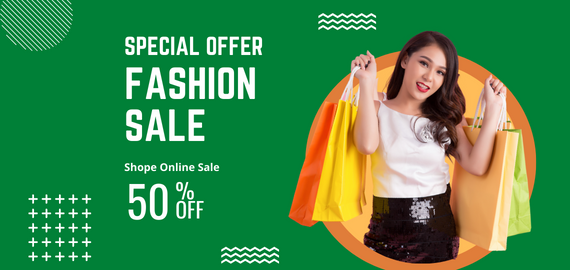 SPECIAL OFFER
FASHION
SALE
Shope Online Sale
50 %
OFF